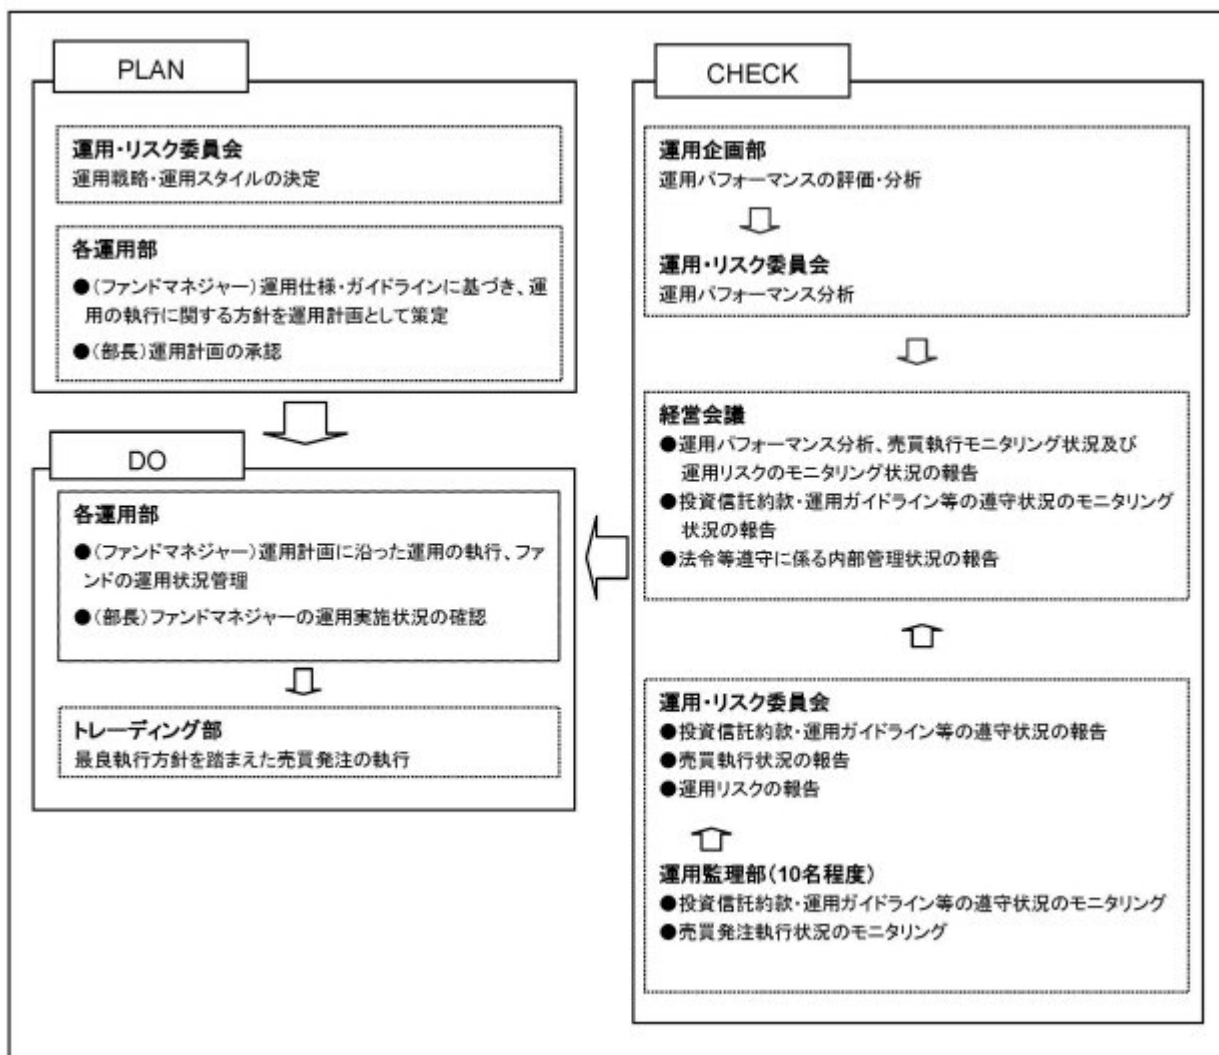 PLAN
運用・リスク委員会
運用戦略・運用スタイルの決定
各運用部
●(ファンドマネジャー)運用仕様・ガイドラインに基づき、運
用の執行に関する方針を運用計画として策定
●(部長)運用計画の承認
DO
各運用部
●(ファンドマネジャー)運用計画に沿った運用の執行、ファ
ンドの運用状況管理
●(部長)ファンドマネジャーの運用実施状況の確認
トレーディング部
最良執行方針を踏まえた売買発注の執行
CHECK
運用企画部
運用パフォーマンスの評価・分析
運用・リスク委員会
運用パフォーマンス分析
経営会議
●運用パフォーマンス分析、売買執行モニタリング状況及び
運用リスクのモニタリング状況の報告
●投資信託約款・運用ガイドライン等の遵守状況のモニタリング
状況の報告
●法令等遵守に係る内部管理状況の報告
運用・リスク委員会
●投資信託約款・運用ガイドライン等の遵守状況の報告
●売買執行状況の報告
●運用リスクの報告
運用監理部(10名程度)
●投資信託約款・運用ガイドライン等の遵守状況のモニタリング
●売買発注執行状況のモニタリング